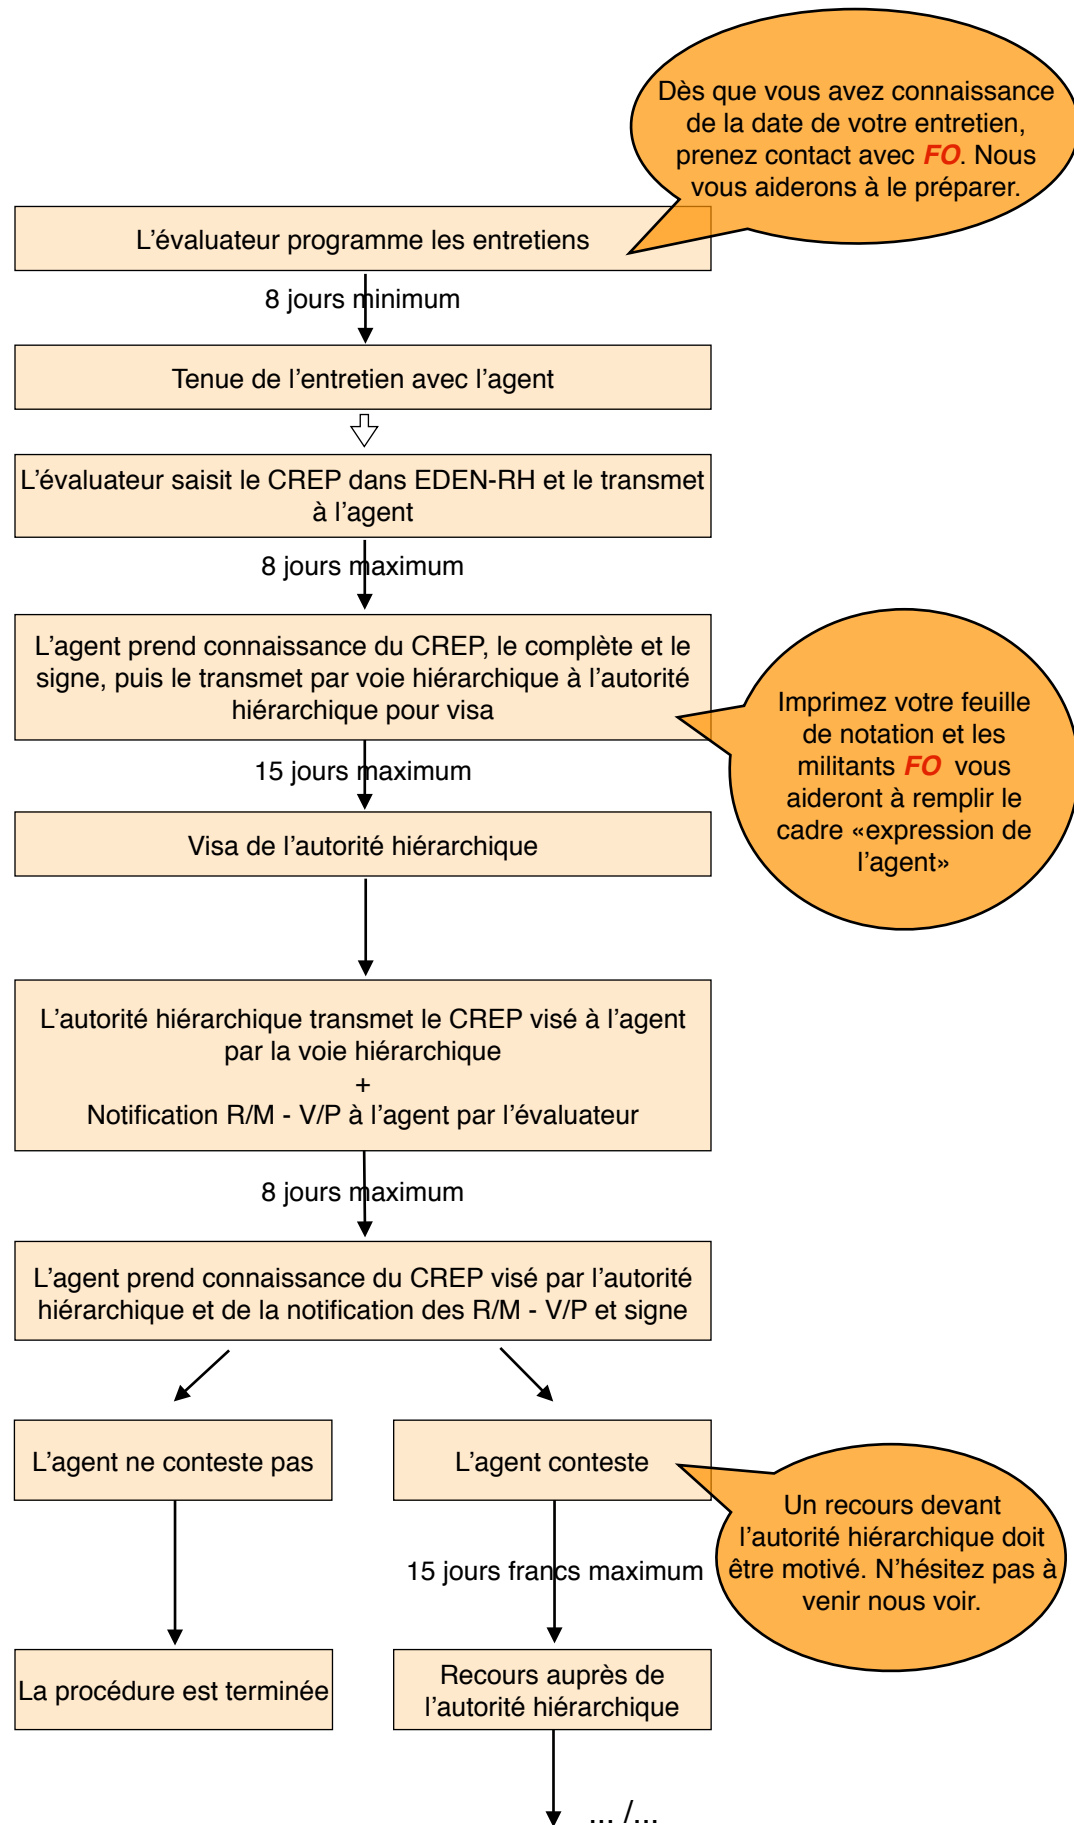 Dès que vous avez connaissance
de la date de votre entretien,
prenez contact avec FO. Nous
vous aiderons à le préparer.
L’évaluateur programme les entretiens
8 jours minimum
Tenue de l’entretien avec l’agent
L’évaluateur saisit le CREP dans EDEN-RH et le transmet
à l’agent
8 jours maximum
L’agent prend connaissance du CREP, le complète et le
signe, puis le transmet par voie hiérarchique à l’autorité
hiérarchique pour visa
Imprimez votre feuille
de notation et les
militants FO vous
aideront à remplir le
cadre «expression de
l’agent»
15 jours maximum
Visa de l’autorité hiérarchique
L’autorité hiérarchique transmet le CREP visé à l’agent
par la voie hiérarchique
+
Notification R/M - V/P à l’agent par l’évaluateur
8 jours maximum
L’agent prend connaissance du CREP visé par l’autorité
hiérarchique et de la notification des R/M - V/P et signe
L’agent ne conteste pas
L’agent conteste
Un recours devant
l’autorité hiérarchique doit
être motivé. N’hésitez pas à
venir nous voir.
15 jours francs maximum
La procédure est terminée
Recours auprès de
l’autorité hiérarchique
... /...